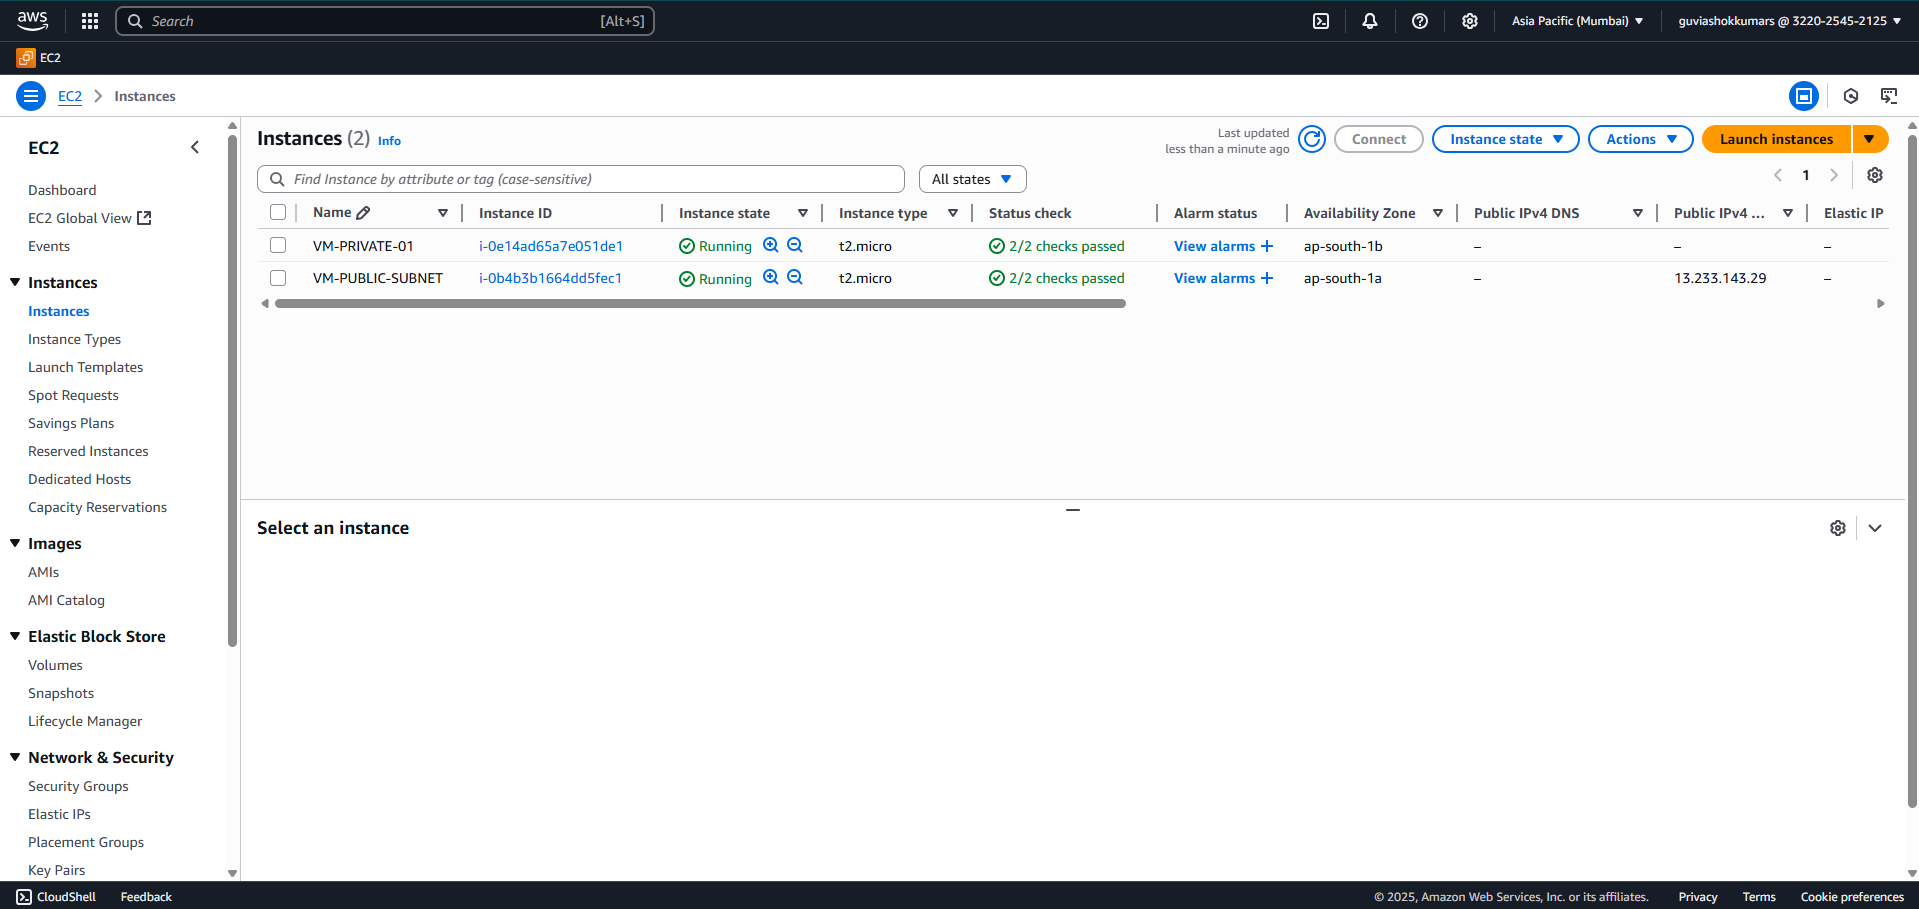 aws
Search [Alt+S]
Asia Pacific (Mumbai)
guviashokkumars @ 3220-2545-2125
EC2
EC2
Instances
EC2
Dashboard
EC2 Global View
Events
Instances
Instances
Instance Types
Launch Templates
Spot Requests
Savings Plans
Reserved Instances
Dedicated Hosts
Capacity Reservations
Images
AMIs
AMI Catalog
Elastic Block Store
Volumes
Snapshots
Lifecycle Manager
Network & Security
Security Groups
Elastic IPs
Placement Groups
Key Pairs
Instances (2) Info
Last updated
less than a minute ago
Connect
Instance state
Actions
Launch instances
Find Instance by attribute or tag (case-sensitive)
All states
1
Name Instance ID Instance state Instance type Status check Alarm status Availability Zone Public IPv4 DNS Public IPv4 ... Elastic IP
VM-PRIVATE-01 i-0e14ad65a7e051de1 Running t2.micro 2/2 checks passed View alarms + ap-south-1b – – –
VM-PUBLIC-SUBNET i-0b4b3b1664dd5fec1 Running t2.micro 2/2 checks passed View alarms + ap-south-1a – 13.233.143.29 –
Select an instance
CloudShell
Feedback
© 2025, Amazon Web Services, Inc. or its affiliates.
Privacy
Terms
Cookie preferences